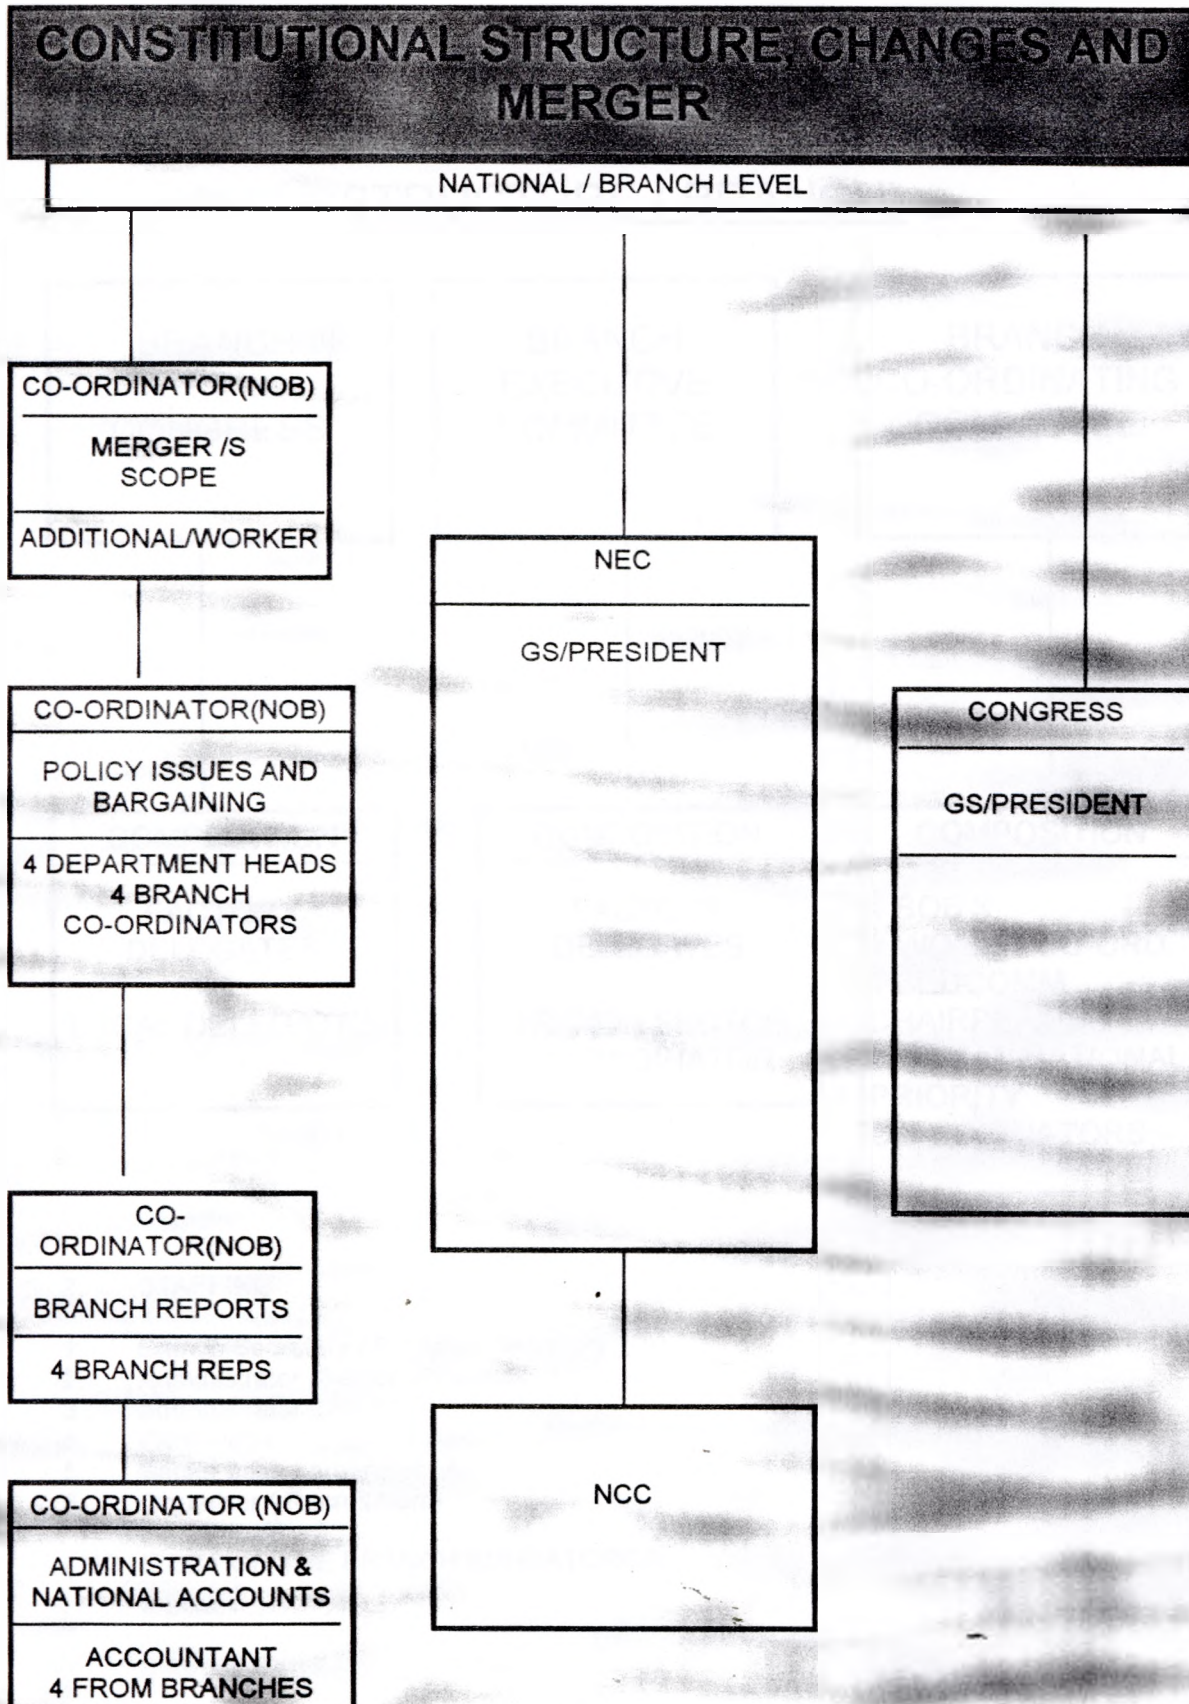 CONSTITUTIONAL STRUCTURE, CHANGES AND
MERGER
NATIONAL / BRANCH LEVEL
CO-ORDINATOR(NOB)
MERGER /S
SCOPE
ADDITIONAL/WORKER
CO-ORDINATOR(NOB)
POLICY ISSUES AND
BARGAINING
4 DEPARTMENT HEADS
4 BRANCH
CO-ORDINATORS
CO-
ORDINATOR(NOB)
BRANCH REPORTS
4 BRANCH REPS
CO-ORDINATOR (NOB)
ADMINISTRATION &
NATIONAL ACCOUNTS
ACCOUNTANT
4 FROM BRANCHES
NEC
GS/PRESIDENT
NCC
CONGRESS
GS/PRESIDENT